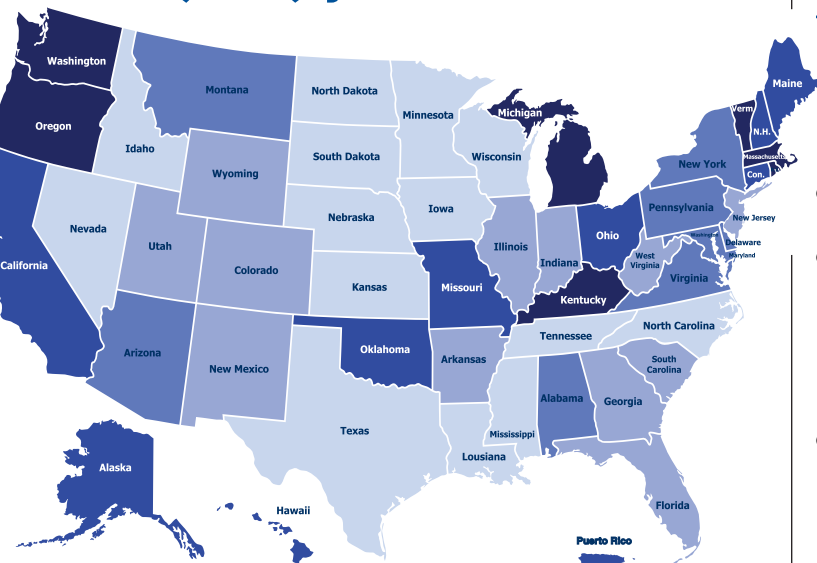 Washington
Montana
North Dakota
Minnesota
Michigan
Maine
Verm
N.H.
Oregon
Idaho
South Dakota
Wisconsin
Massachusett
New York
Con.
Wyoming
Nebraska
Iowa
Pennsylvania
New Jersey
Nevada
Utah
Illinois
Indiana
Ohio
Washington
Delaware
Maryland
West
Virginia
California
Colorado
Kansas
Missouri
Virginia
Kentucky
North Carolina
Tennessee
Arizona
New Mexico
Oklahoma
Arkansas
South
Carolina
Alabama
Georgia
Texas
Mississippi
Lousiana
Alaska
Hawaii
Florida
Puerto Rico